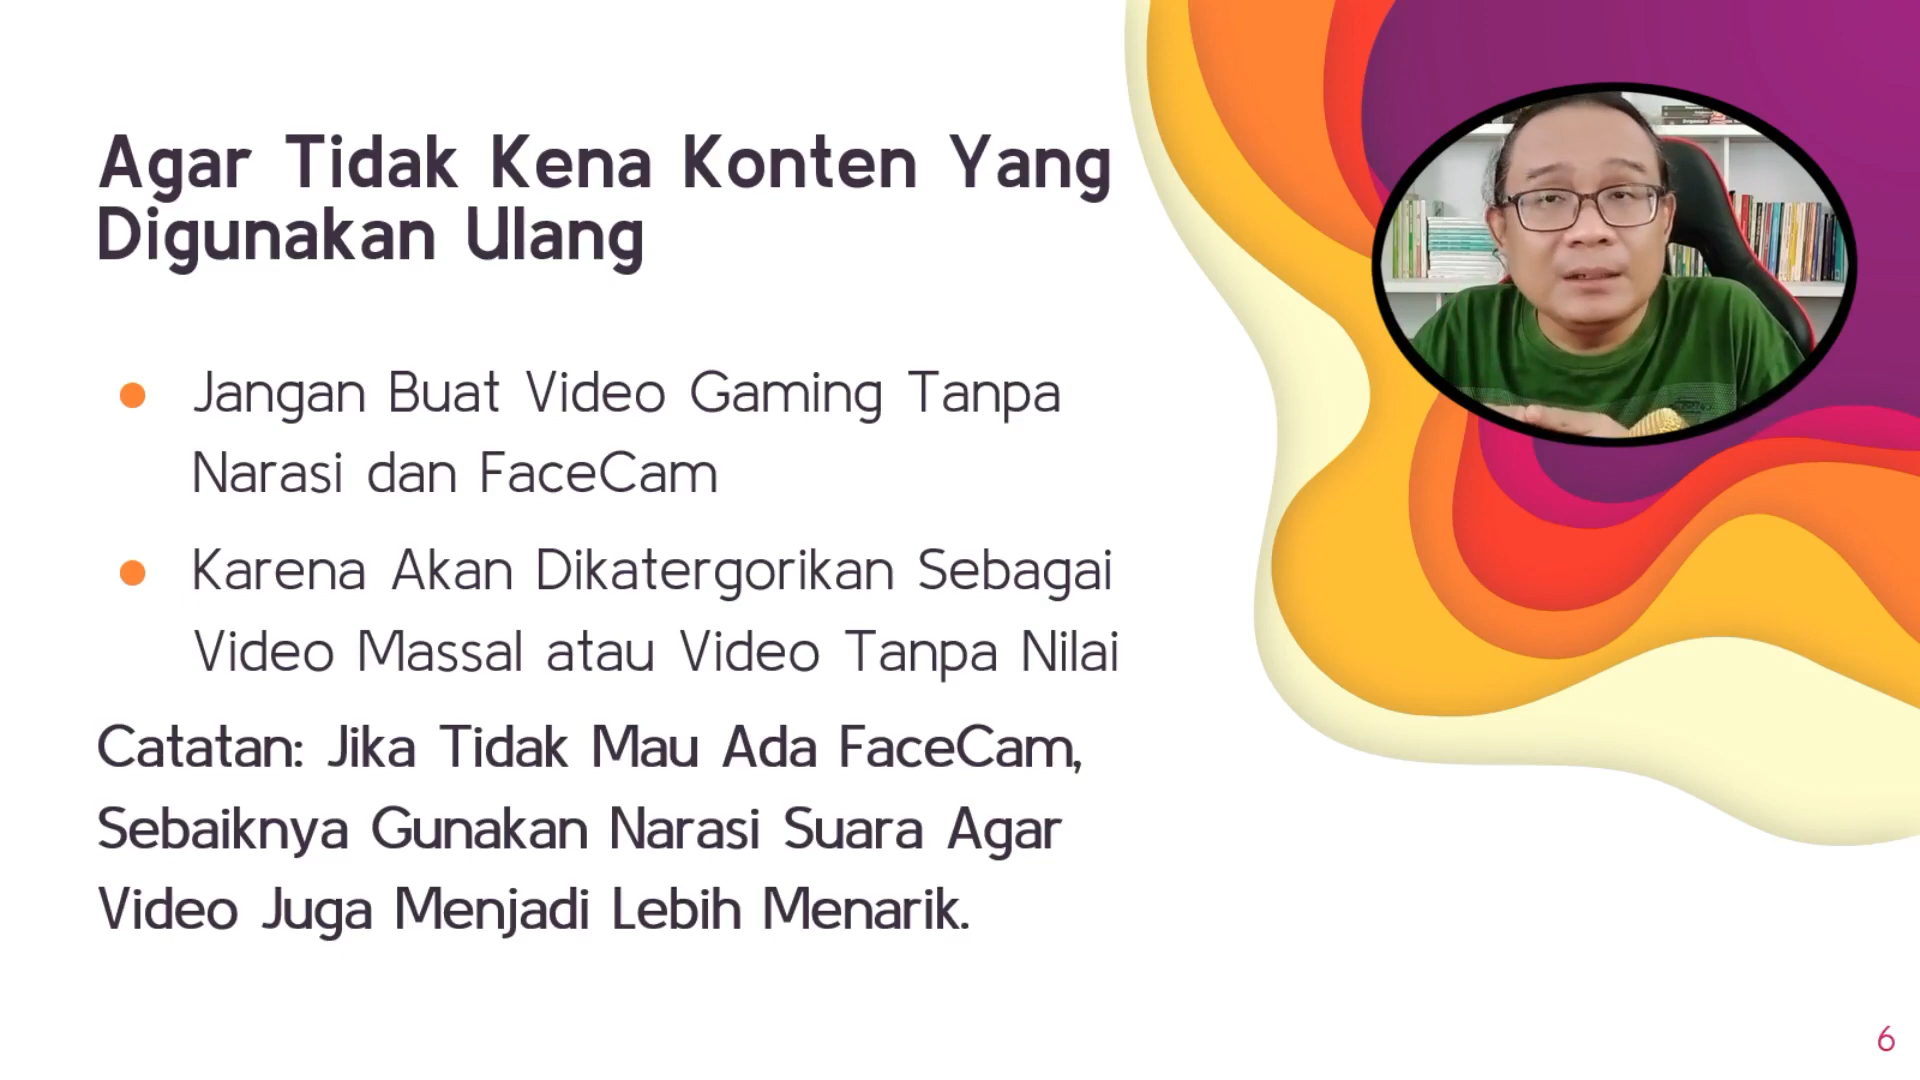 Agar Tidak Kena Konten Yang
Digunakan Ulang
Jangan Buat Video Gaming Tanpa
Narasi dan FaceCam
Karena Akan Dikatergorikan Sebagai
Video Massal atau Video Tanpa Nilai
Catatan: Jika Tidak Mau Ada FaceCam,
Sebaiknya Gunakan Narasi Suara Agar
Video Juga Menjadi Lebih Menarik.
6